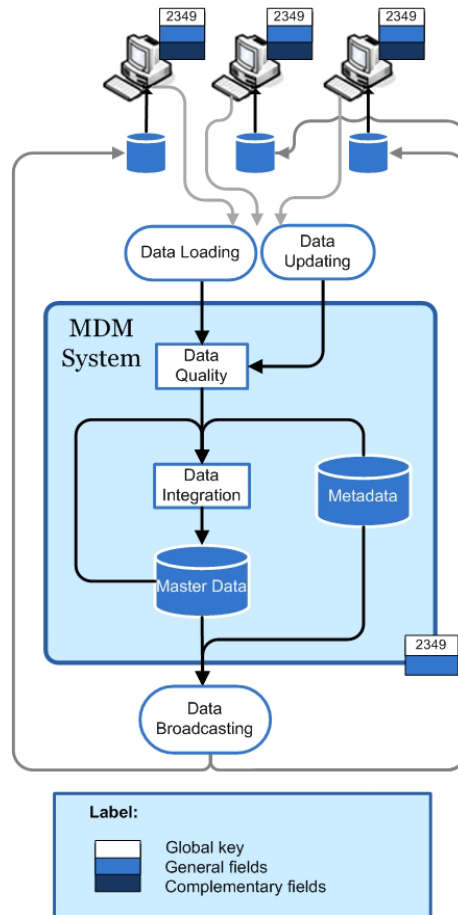 2349
2349
2349
Data Loading
Data
Updating
MDM
System
Data
Quality
Data
Integration
Metadata
Master Data
2349
Data
Broadcasting
Label:
Global key
General fields
Complementary fields